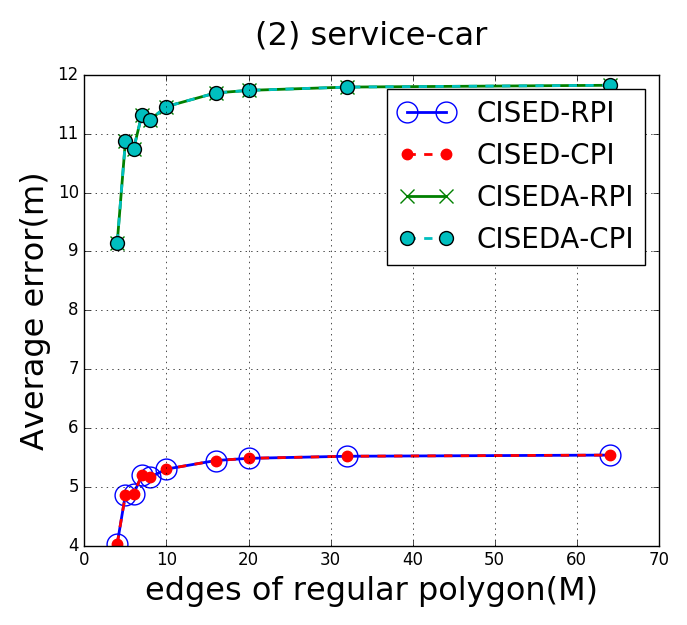 (2) service-car
12
11
10
9
8
7
6
5
4
Average error(m)
CISED-RPI
CISED-CPI
CISEDA-RPI
CISEDA-CPI
0 10 20 30 40 50 60 70
edges of regular polygon(M)